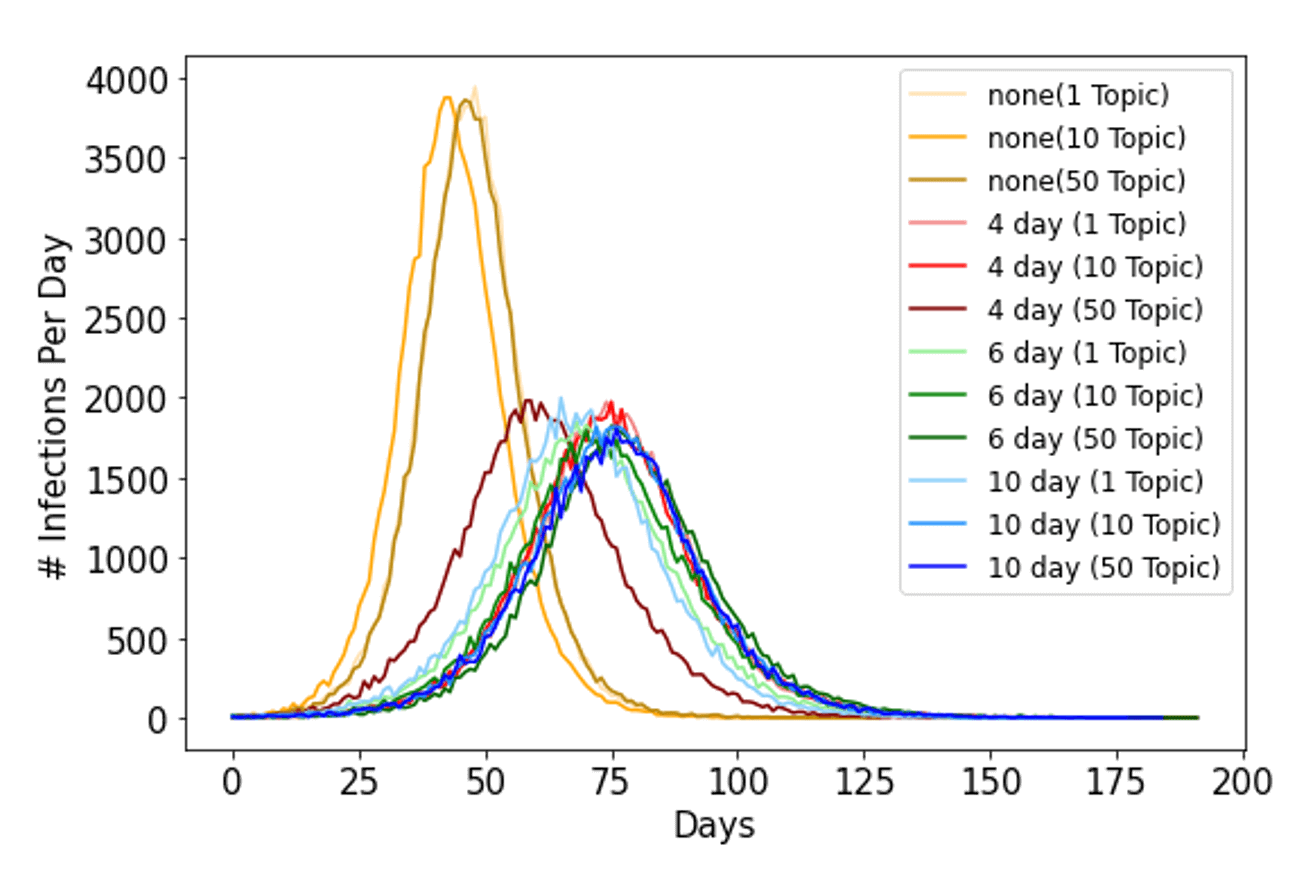 4000
3500
3000
2500
2000
1500
1000
500
0
# Infections Per Day
0 25 50 75 100 125 150 175 200
Days
none(1 Topic)
none(10 Topic)
none(50 Topic)
4 day (1 Topic)
4 day (10 Topic)
4 day (50 Topic)
6 day (1 Topic)
6 day (10 Topic)
6 day (50 Topic)
10 day (1 Topic)
10 day (10 Topic)
10 day (50 Topic)